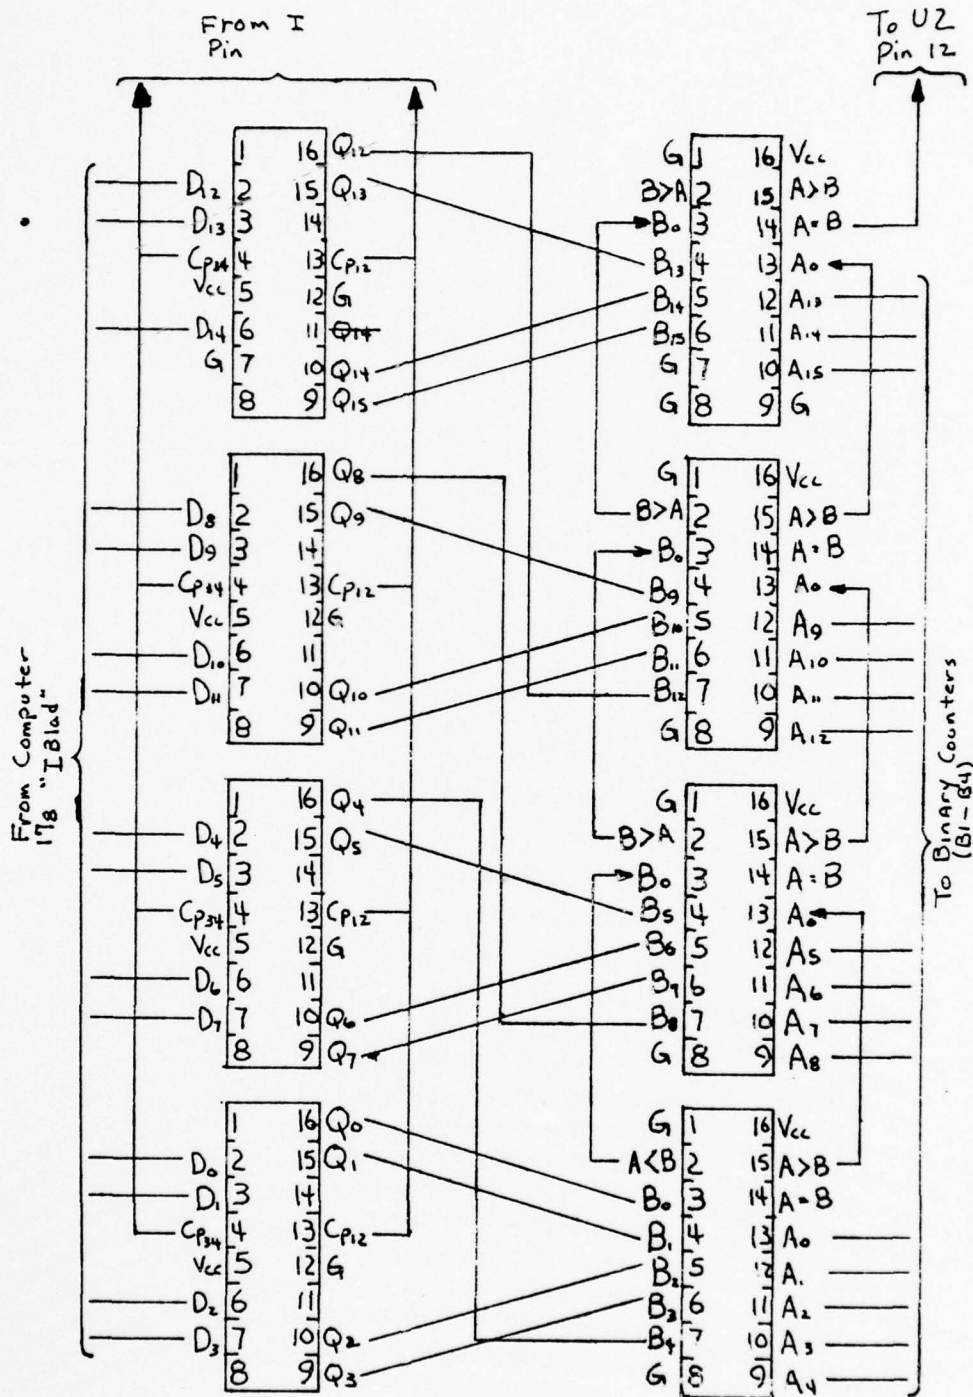 From I
Pin
To U2
Pin 12
1 16 Q12
D12 2 15 Q13
D13 3 14
Cp34 4 13 Cp12
Vcc 5 12 G
D14 6 11 Q14
G 7 10 Q14
8 9 Q15
G 1 16 Vcc
B>A 2 15 A>B
B0 3 14 A=B
B13 4 13 A0
B14 5 12 A13
B15 6 11 A14
G 7 10 A15
G 8 9 G
1 16 Q8
D8 2 15 Q9
D9 3 14
Cp34 4 13 Cp12
Vcc 5 12 G
D10 6 11
D11 7 10 Q10
8 9 Q11
G 1 16 Vcc
B>A 2 15 A>B
B0 3 14 A=B
B9 4 13 A0
B10 5 12 A9
B11 6 11 A10
B12 7 10 A11
G 8 9 A12
1 16 Q4
D4 2 15 Q5
D5 3 14
Cp34 4 13 Cp12
Vcc 5 12 G
D6 6 11
D7 7 10 Q6
8 9 Q7
G 1 16 Vcc
B>A 2 15 A>B
B0 3 14 A=B
B5 4 13 A0
B6 5 12 A5
B7 6 11 A6
B8 7 10 A7
G 8 9 A8
1 16 Q0
D0 2 15 Q1
D1 3 14
Cp34 4 13 Cp12
Vcc 5 12 G
D2 6 11
D3 7 10 Q2
8 9 Q3
G 1 16 Vcc
A<B 2 15 A>B
B0 3 14 A=B
B1 4 13 A0
B2 5 12 A1
B3 6 11 A2
B4 7 10 A3
G 8 9 A4
From Computer
178 "IBlad"
To Binary Counters
(B1-B4)